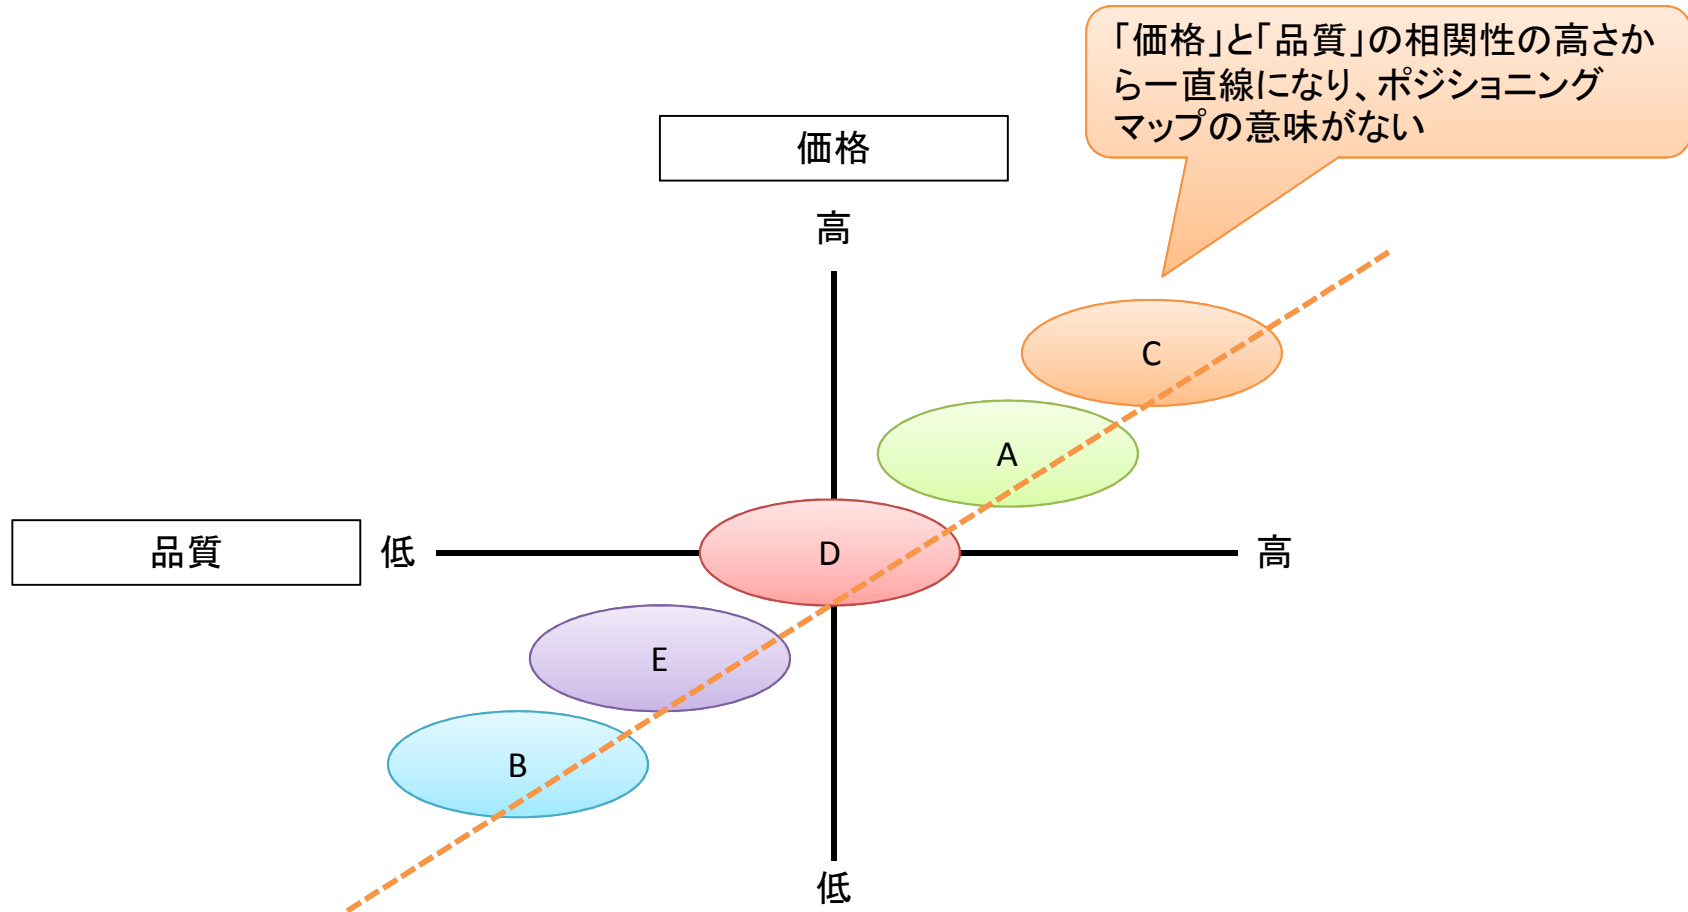 「価格」と「品質」の相関性の高さか
ら一直線になり、ポジショニング
マップの意味がない
価格
高
C
A
品質
低
D
高
E
B
低